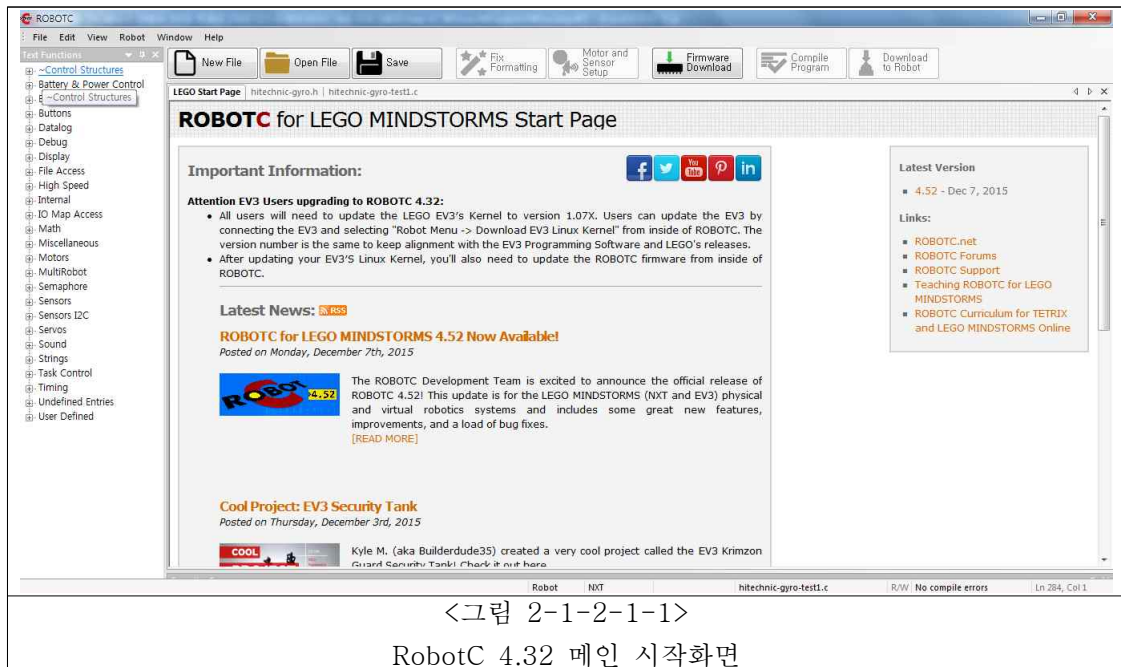 ROBOTC
File Edit View Robot Window Help
Text Functions
~Control Structures
Battery & Power Control
~Control Structures
Buttons
Datalog
Debug
Display
File Access
High Speed
Internal
IO Map Access
Math
Miscellaneous
Motors
MultiRobot
Semaphore
Sensors
Sensors I2C
Servos
Sound
Strings
Task Control
Timing
Undefined Entries
User Defined
New File
Open File
Save
Fix
Formatting
Motor and
Sensor
Setup
Firmware
Download
Compile
Program
Download
to Robot
LEGO Start Page hitechnic-gyro.h hitechnic-gyro-test1.c
ROBOTC for LEGO MINDSTORMS Start Page
Important Information:
f You Tube in
Attention EV3 Users upgrading to ROBOTC 4.32:
• All users will need to update the LEGO EV3's Kernel to version 1.07X. Users can update the EV3 by
connecting the EV3 and selecting "Robot Menu -> Download EV3 Linux Kernel" from inside of ROBOTC. The
version number is the same to keep alignment with the EV3 Programming Software and LEGO's releases.
• After updating your EV3'S Linux Kernel, you'll also need to update the ROBOTC firmware from inside of
ROBOTC.
Latest News: RSS
ROBOTC for LEGO MINDSTORMS 4.52 Now Available!
Posted on Monday, December 7th, 2015
ROBOT 4.52
The ROBOTC Development Team is excited to announce the official release of
ROBOTC 4.52! This update is for the LEGO MINDSTORMS (NXT and EV3) physical
and virtual robotics systems and includes some great new features,
improvements, and a load of bug fixes.
[READ MORE]
Cool Project: EV3 Security Tank
Posted on Thursday, December 3rd, 2015
COOL
Kyle M. (aka Builderdude35) created a very cool project called the EV3 Krimzon
Guard Security Tank! Check it out here
Latest Version
4.52 - Dec 7, 2015
Links:
ROBOTC.net
ROBOTC Forums
ROBOTC Support
Teaching ROBOTC for LEGO
MINDSTORMS
ROBOTC Curriculum for TETRIX
and LEGO MINDSTORMS Online
Robot NXT hitechnic-gyro-test1.c R/W No compile errors Ln 284, Col 1
<그림 2-1-2-1-1>
RobotC 4.32 메인 시작화면